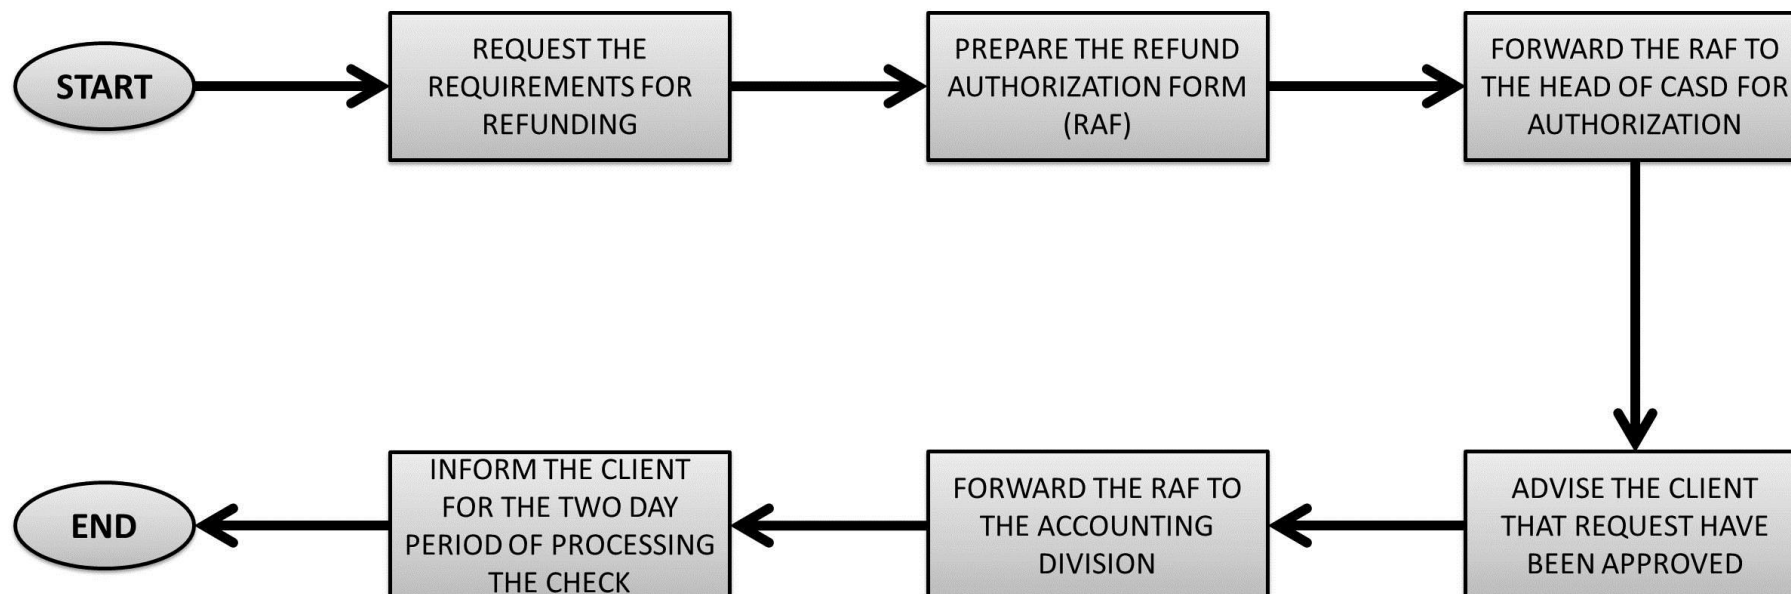 START
REQUEST THE
REQUIREMENTS FOR
REFUNDING
PREPARE THE REFUND
AUTHORIZATION FORM
(RAF)
FORWARD THE RAF TO
THE HEAD OF CASD FOR
AUTHORIZATION
ADVISE THE CLIENT
THAT REQUEST HAVE
BEEN APPROVED
FORWARD THE RAF TO
THE ACCOUNTING
DIVISION
INFORM THE CLIENT
FOR THE TWO DAY
PERIOD OF PROCESSING
THE CHECK
END